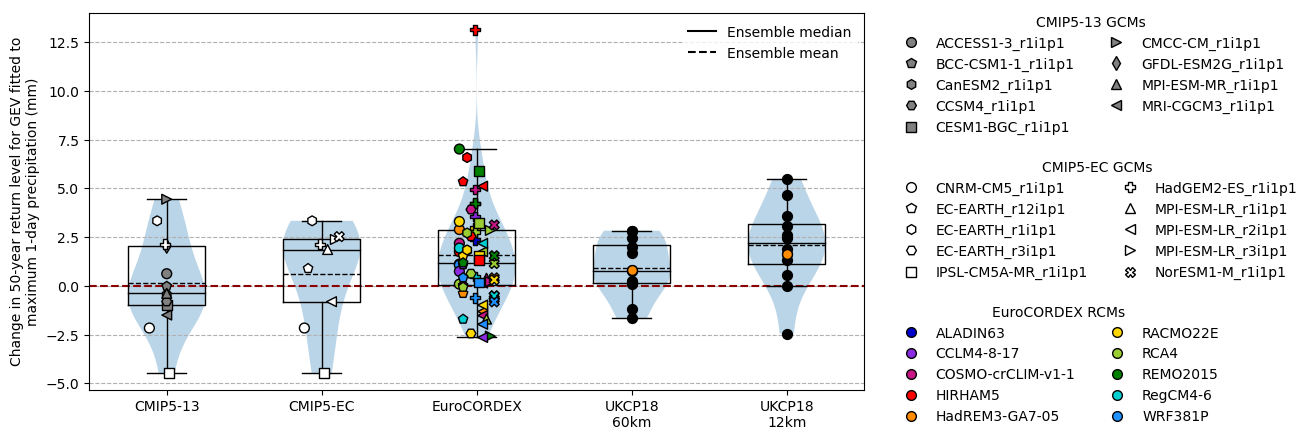 Change in 50-year return level for GEV fitted to
maximum 1-day precipitation (mm)
12.5
10.0
7.5
5.0
2.5
0.0
−2.5
−5.0
Ensemble median
Ensemble mean
CMIP5-13
CMIP5-EC
EuroCORDEX
UKCP18
60km
UKCP18
12km
CMIP5-13 GCMs
ACCESS1-3_r1i1p1
BCC-CSM1-1_r1i1p1
CanESM2_r1i1p1
CCSM4_r1i1p1
CESM1-BGC_r1i1p1
CMCC-CM_r1i1p1
GFDL-ESM2G_r1i1p1
MPI-ESM-MR_r1i1p1
MRI-CGCM3_r1i1p1
CMIP5-EC GCMs
CNRM-CM5_r1i1p1
EC-EARTH_r12i1p1
EC-EARTH_r1i1p1
EC-EARTH_r3i1p1
IPSL-CM5A-MR_r1i1p1
HadGEM2-ES_r1i1p1
MPI-ESM-LR_r1i1p1
MPI-ESM-LR_r2i1p1
MPI-ESM-LR_r3i1p1
NorESM1-M_r1i1p1
EuroCORDEX RCMs
ALADIN63
CCLM4-8-17
COSMO-crCLIM-v1-1
HIRHAM5
HadREM3-GA7-05
RACMO22E
RCA4
REMO2015
RegCM4-6
WRF381P